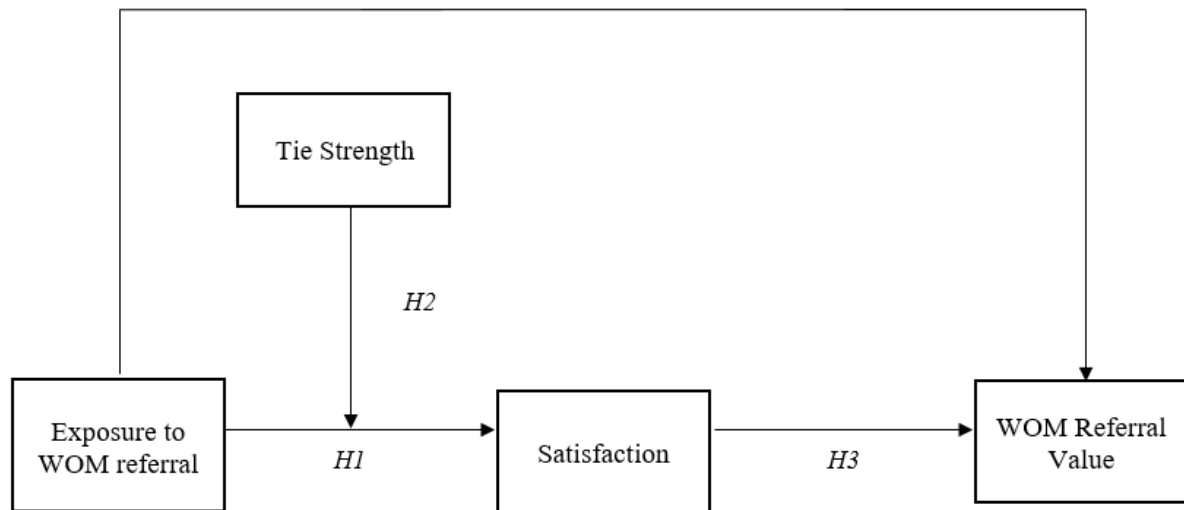 Tie Strength
H2
Exposure to
WOM referral
H1
Satisfaction
H3
WOM Referral
Value